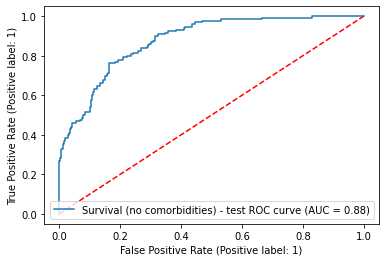 1.0
0.8
0.6
0.4
0.2
0.0
True Positive Rate (Positive label: 1)
Survival (no comorbidities) - test ROC curve (AUC = 0.88)
0.0 0.2 0.4 0.6 0.8 1.0
False Positive Rate (Positive label: 1)